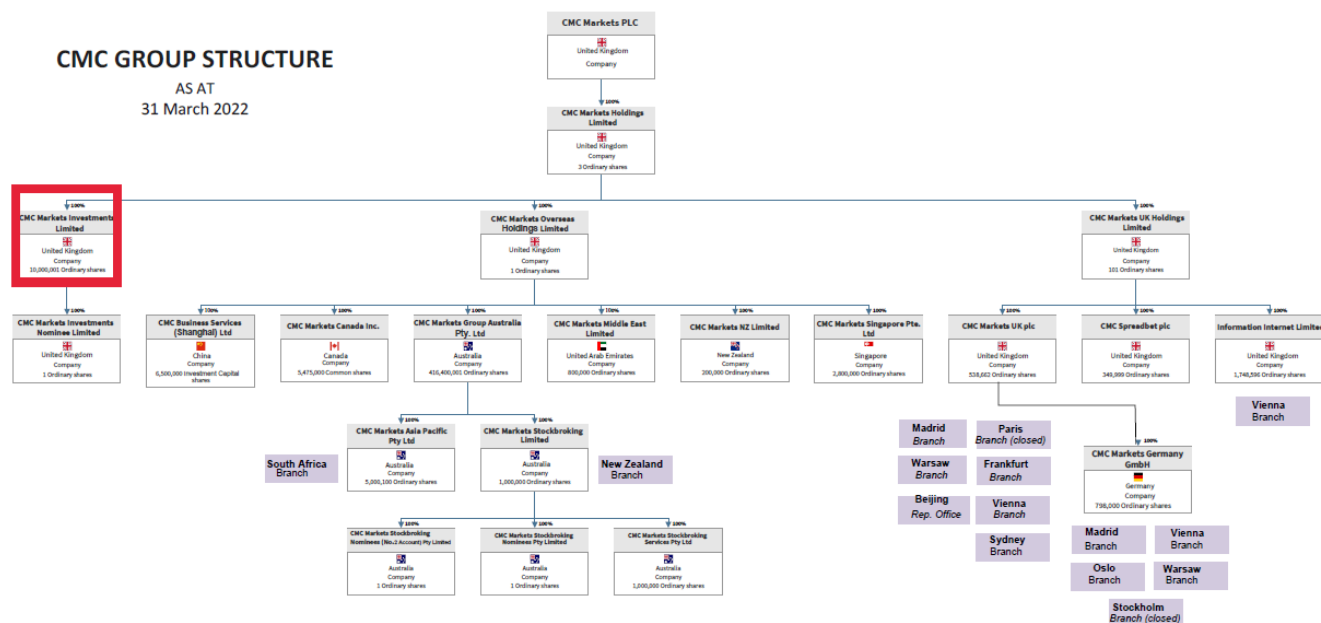 CMC GROUP STRUCTURE
AS AT
31 March 2022
CMC Markets PLC
United Kingdom
Company
100%
CMC Markets Holdings
Limited
United Kingdom
Company
3 Ordinary shares
100%
CMC Markets Investments
Limited
United Kingdom
Company
10,000,001 Ordinary shares
100%
CMC Markets Overseas
Holdings Limited
United Kingdom
Company
1 Ordinary shares
100%
CMC Markets UK Holdings
Limited
United Kingdom
Company
101 Ordinary shares
100%
CMC Markets Investments
Nominee Limited
United Kingdom
Company
1 Ordinary shares
100%
CMC Business Services
(Shanghai) Ltd
China
Company
6,500,000 Investment Capital
shares
100%
CMC Markets Canada Inc.
Canada
Company
5,475,000 Common shares
100%
CMC Markets Group Australia
Pty. Ltd
Australia
Company
416,400,001 Ordinary shares
100%
CMC Markets Middle East
Limited
United Arab Emirates
Company
800,000 Ordinary shares
100%
CMC Markets NZ Limited
New Zealand
Company
200,000 Ordinary shares
100%
CMC Markets Singapore Pte.
Ltd
Singapore
Company
2,800,000 Ordinary shares
100%
CMC Markets UK plc
United Kingdom
Company
Ordinary shares
100%
CMC Spreadbet plc
United Kingdom
Company
Ordinary shares
100%
Information Internet Limited
United Kingdom
Company
Ordinary shares
Vienna
Branch
South Africa
Branch
100%
CMC Markets Asia Pacific
Pty Ltd
Australia
Company
5,000,100 Ordinary shares
100%
CMC Markets Stockbroking
Limited
Australia
Company
1,000,000 Ordinary shares
New Zealand
Branch
Madrid
Branch
Paris
Branch (closed)
Warsaw
Branch
Frankfurt
Branch
Beijing
Rep. Office
Vienna
Branch
Sydney
Branch
100%
CMC Markets Germany
GmbH
Germany
Company
798,000 Ordinary shares
Madrid
Branch
Vienna
Branch
Oslo
Branch
Warsaw
Branch
Stockholm
Branch (closed)
100%
CMC Markets Stockbroking
Nominees (No.2 Account) Pty Limited
Australia
Company
1 Ordinary shares
100%
CMC Markets Stockbroking
Nominees Pty Limited
Australia
Company
1 Ordinary shares
100%
CMC Markets Stockbroking
Services Pty Ltd
Australia
Company
1,000,000 Ordinary shares